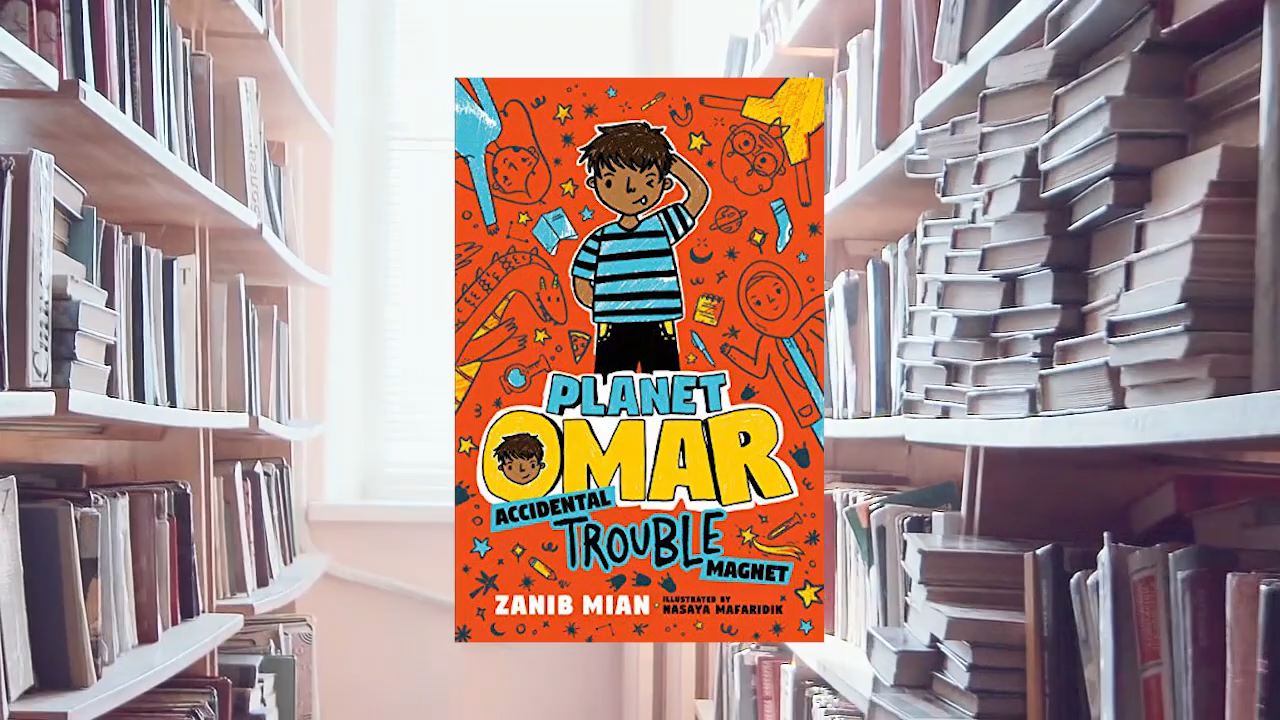 PLANET
OMAR
ACCIDENTAL
TROUBLE
MAGNET
ZANIB MIAN
ILLUSTRATED BY
NASAYA MAFARIDIK